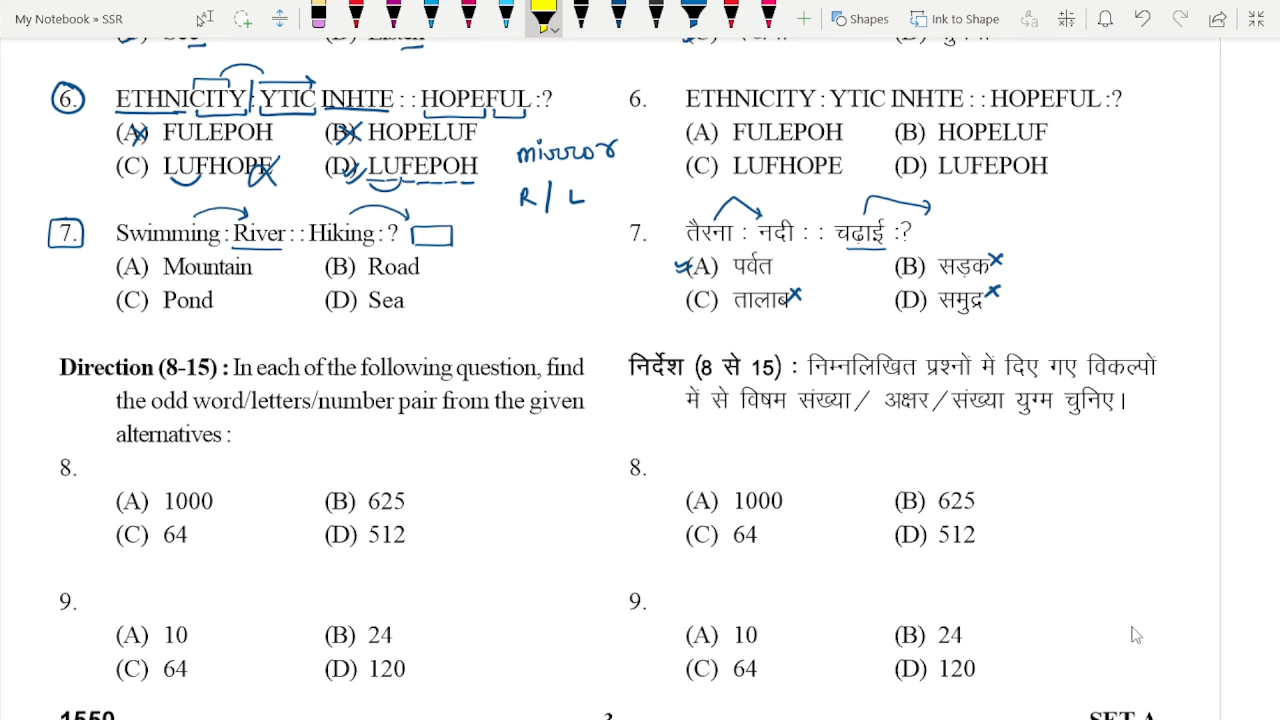 My Notebook » SSR
Shapes
Ink to Shape
6. ETHNICITY : YTIC INHTE : : HOPEFUL :?
(A) FULEPOH (B) HOPELUF
(C) LUFHOPE (D) LUFEPOH
mirror
R / L
7. Swimming : River : : Hiking : ?
(A) Mountain (B) Road
(C) Pond (D) Sea
Direction (8-15) : In each of the following question, find
the odd word/letters/number pair from the given
alternatives :
8.
(A) 1000 (B) 625
(C) 64 (D) 512
9.
(A) 10 (B) 24
(C) 64 (D) 120
6. ETHNICITY : YTIC INHTE : : HOPEFUL :?
(A) FULEPOH (B) HOPELUF
(C) LUFHOPE (D) LUFEPOH
7. तैरना : नदी : : चढ़ाई :?
(A) पर्वत (B) सड़क
(C) तालाब (D) समुद्र
निर्देश (8 से 15) : निम्नलिखित प्रश्नों में दिए गए विकल्पों
में से विषम संख्या/ अक्षर/संख्या युग्म चुनिए।
8.
(A) 1000 (B) 625
(C) 64 (D) 512
9.
(A) 10 (B) 24
(C) 64 (D) 120